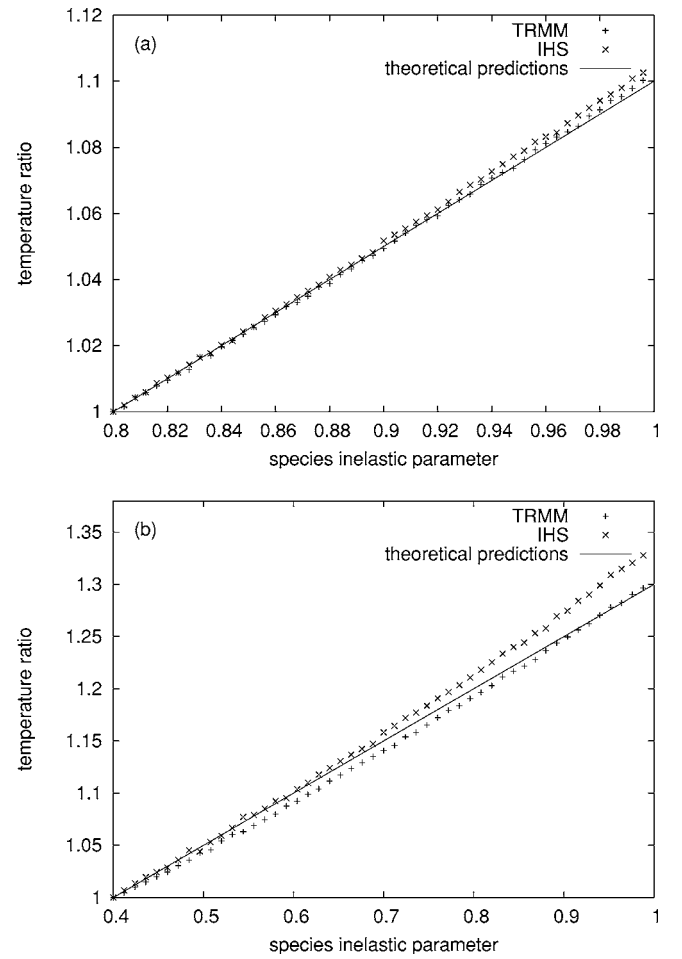 1.12
(a)
TRMM
IHS
theoretical predictions
1.1
1.08
1.06
1.04
1.02
1
temperature ratio
0.8 0.82 0.84 0.86 0.88 0.9 0.92 0.94 0.96 0.98 1
species inelastic parameter
(b)
TRMM
IHS
theoretical predictions
1.35
1.3
1.25
1.2
1.15
1.1
1.05
1
temperature ratio
0.4 0.5 0.6 0.7 0.8 0.9 1
species inelastic parameter